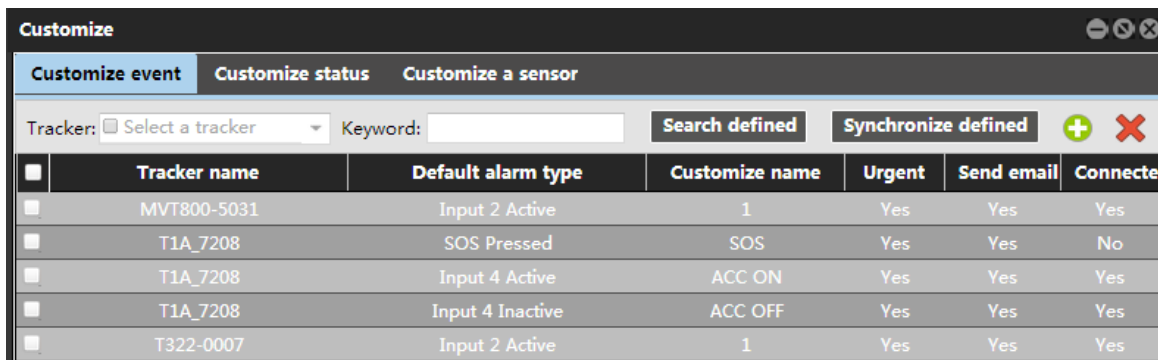 Customize
Customize event Customize status Customize a sensor
Tracker: Select a tracker Keyword: Search defined Synchronize defined
Tracker name Default alarm type Customize name Urgent Send email Connecte
MVT800-5031 Input 2 Active 1 Yes Yes Yes
T1A_7208 SOS Pressed SOS Yes Yes No
T1A_7208 Input 4 Active ACC ON Yes Yes Yes
T1A_7208 Input 4 Inactive ACC OFF Yes Yes Yes
T322-0007 Input 2 Active 1 Yes Yes Yes